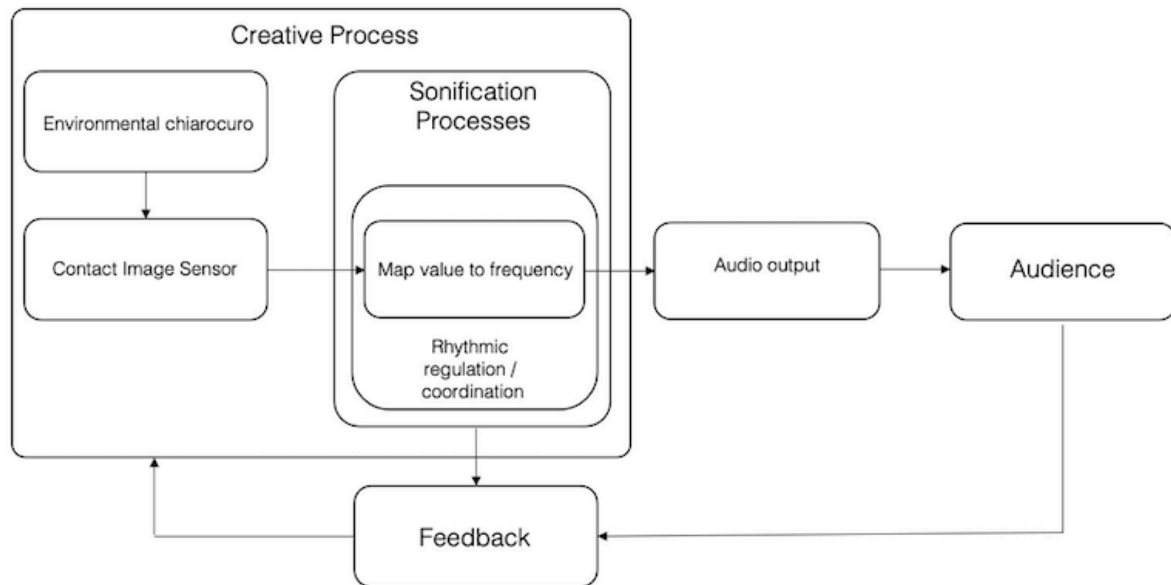 Creative Process
Environmental chiarocuro
Contact Image Sensor
Sonification
Processes
Map value to frequency
Rhythmic
regulation /
coordination
Audio output
Audience
Feedback